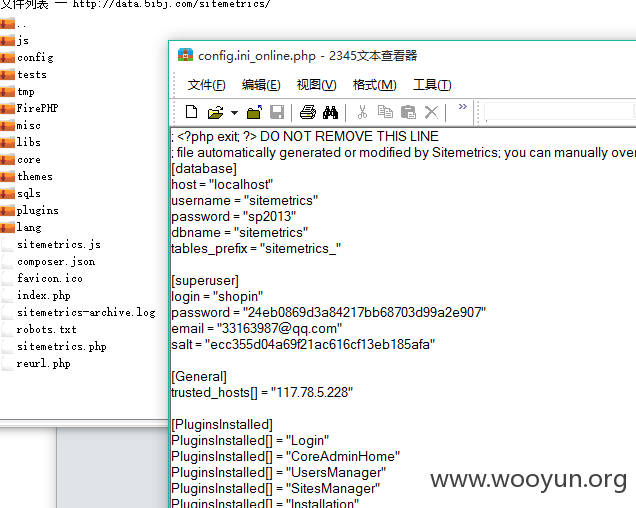 文件列表 — http://data.5i5j.com/sitemetrics/
..
js
config
tests
tmp
FirePHP
misc
libs
core
themes
sqls
plugins
lang
sitemetrics.js
composer.json
favicon.ico
index.php
sitemetrics-archive.log
robots.txt
sitemetrics.php
reurl.php
config.ini_online.php - 2345文本查看器
文件(F) 编辑(E) 视图(V) 格式(M) 工具(T)
; <?php exit; ?> DO NOT REMOVE THIS LINE
; file automatically generated or modified by Sitemetrics; you can manually over
[database]
host = "localhost"
username = "sitemetrics"
password = "sp2013"
dbname = "sitemetrics"
tables_prefix = "sitemetrics_"
[superuser]
login = "shopin"
password = "24eb0869d3a84217bb68703d99a2e907"
email = "33163987@qq.com"
salt = "ecc355d04a69f21ac616cf13eb185afa"
[General]
trusted_hosts[] = "117.78.5.228"
[PluginsInstalled]
PluginsInstalled[] = "Login"
PluginsInstalled[] = "CoreAdminHome"
PluginsInstalled[] = "UsersManager"
PluginsInstalled[] = "SitesManager"
PluginsInstalled[] = "Installation"
www.wooyun.org